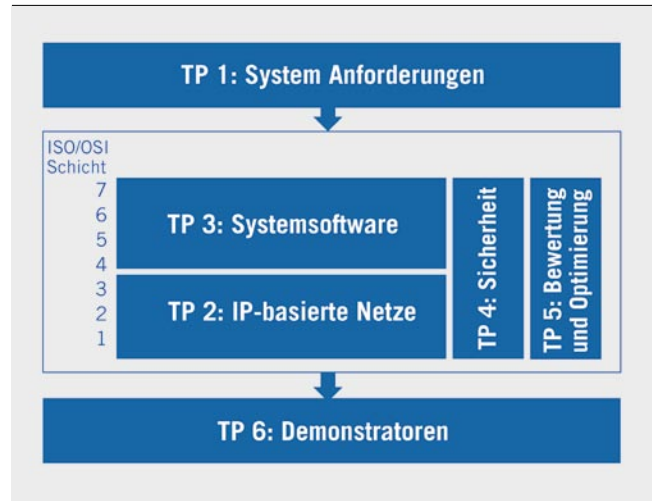 TP 1: System Anforderungen
ISO/OSI
Schicht
7
6
5
4
3
2
1
TP 3: Systemsoftware
TP 2: IP-basierte Netze
TP 4: Sicherheit
TP 5: Bewertung
und Optimierung
TP 6: Demonstratoren